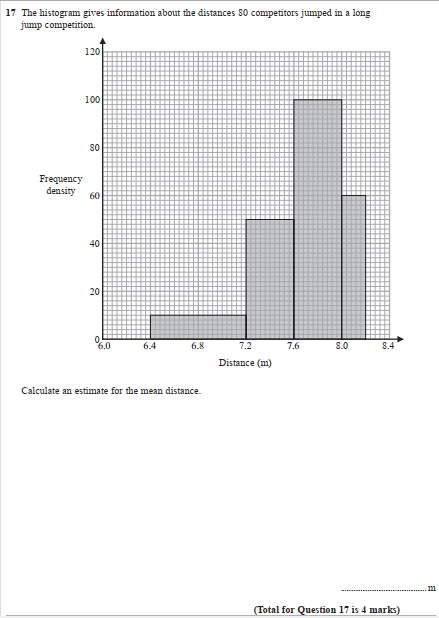 17 The histogram gives information about the distances 80 competitors jumped in a long
jump competition.
120
100
80
Frequency
density
60
40
20
0
6.0 6.4 6.8 7.2 7.6 8.0 8.4
Distance (m)
Calculate an estimate for the mean distance.
.............................. m
(Total for Question 17 is 4 marks)